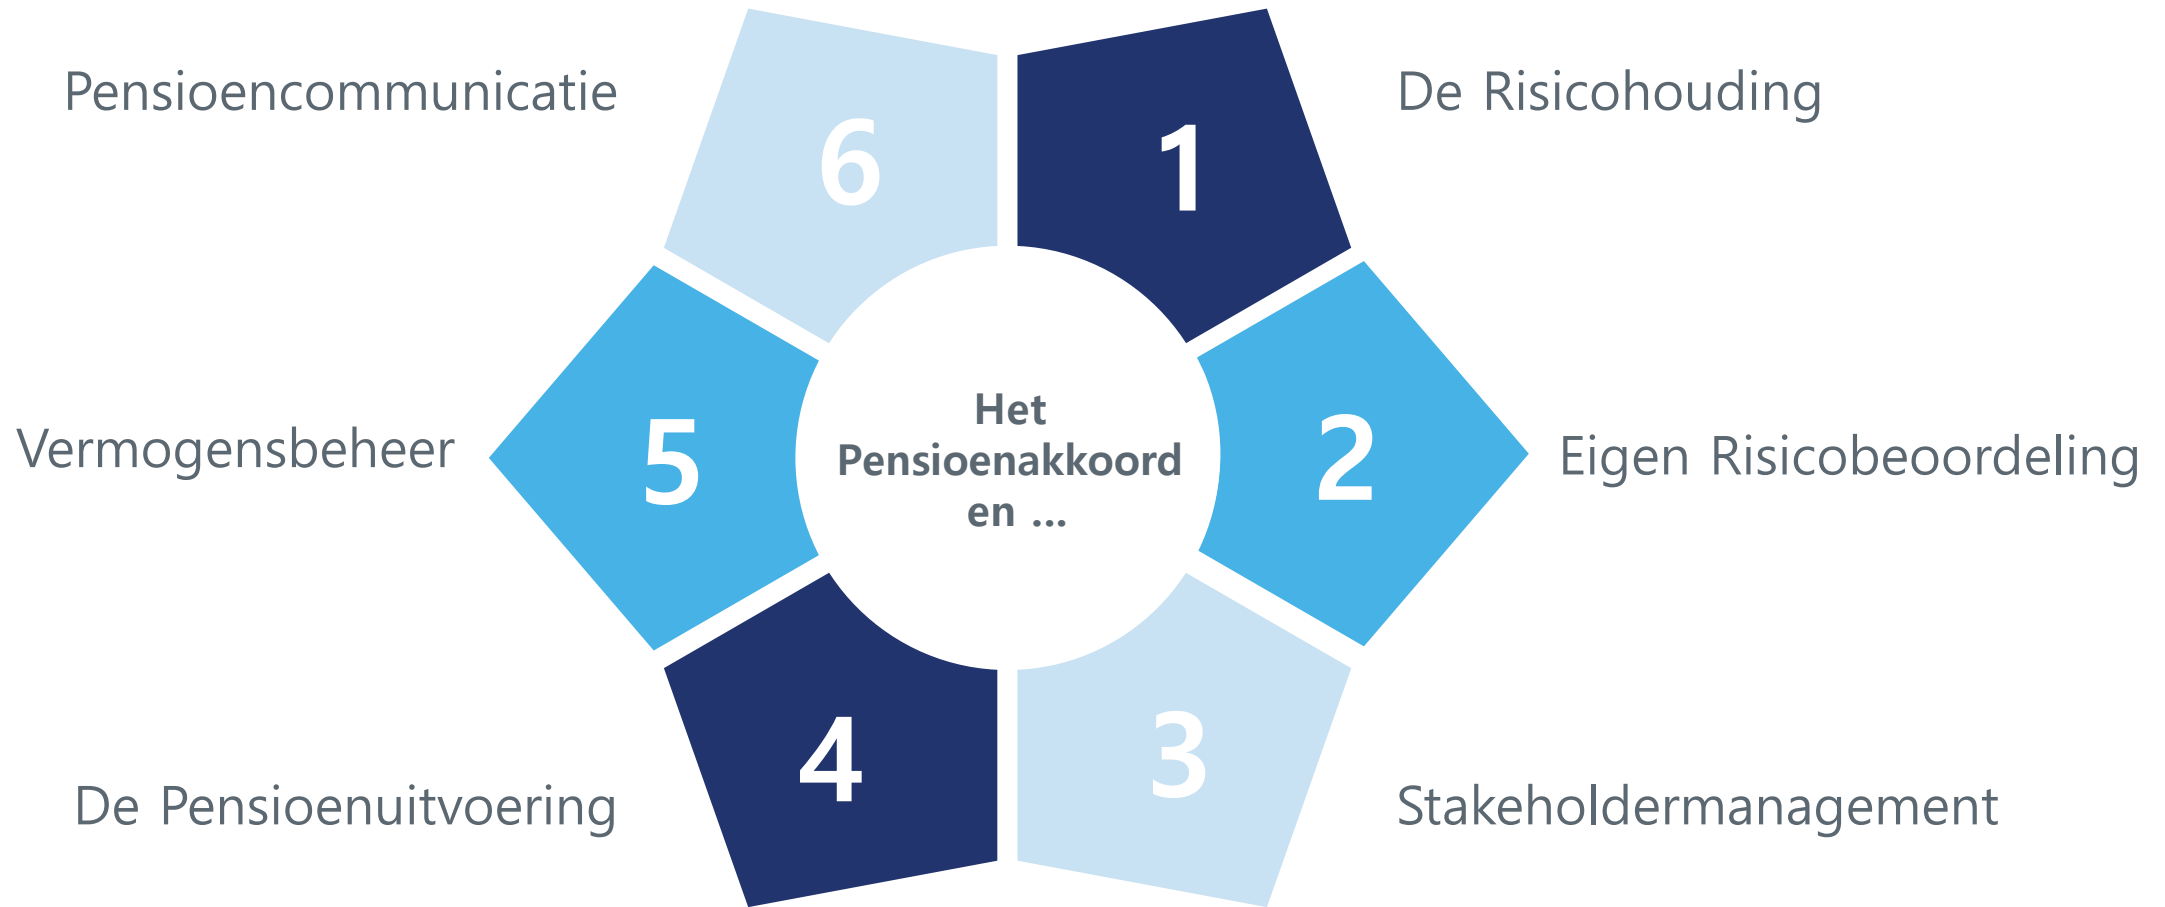 Het
Pensioenakkoord
en ...
1
De Risicohouding
2
Eigen Risicobeoordeling
3
Stakeholdermanagement
4
De Pensioenuitvoering
5
Vermogensbeheer
6
Pensioencommunicatie